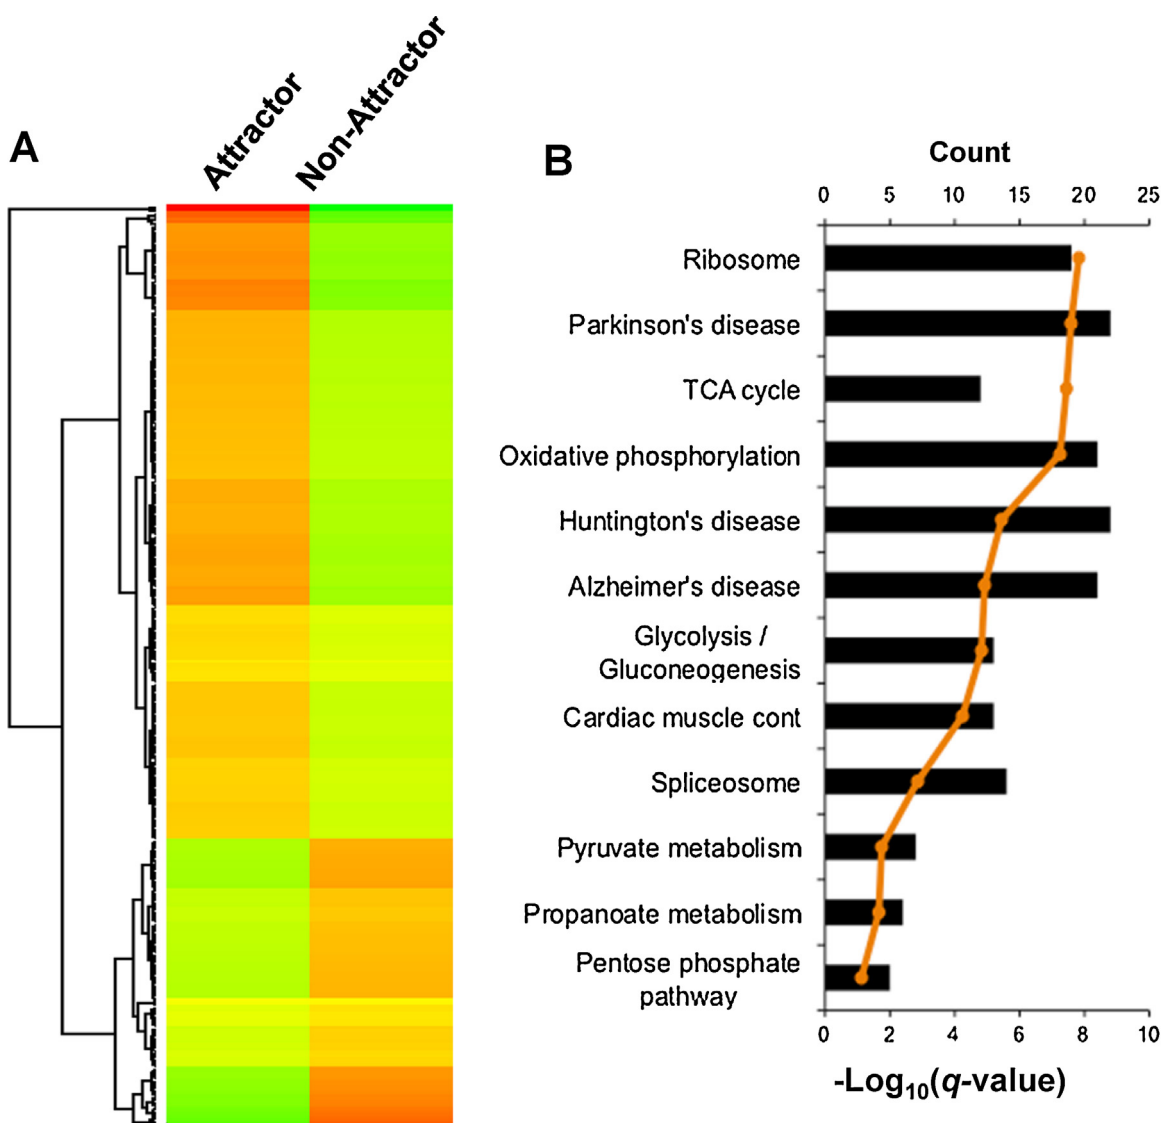 A
Attractor
Non-Attractor
B
Count
0 5 10 15 20 25
Ribosome
Parkinson's disease
TCA cycle
Oxidative phosphorylation
Huntington's disease
Alzheimer's disease
Glycolysis /
Gluconeogenesis
Cardiac muscle cont
Spliceosome
Pyruvate metabolism
Propanoate metabolism
Pentose phosphate
pathway
0 2 4 6 8 10
-Log10(q-value)